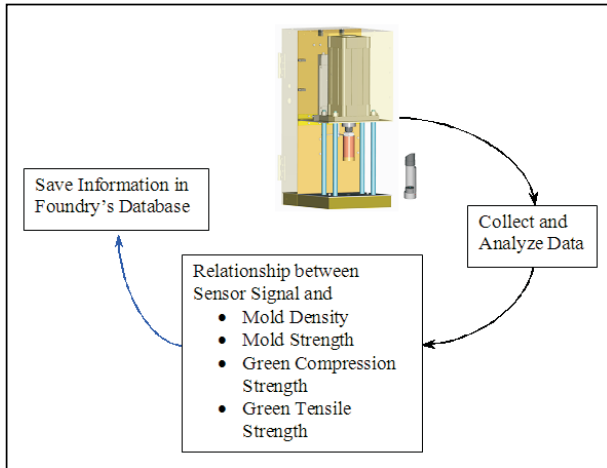 Save Information in
Foundry's Database
Collect and
Analyze Data
Relationship between
Sensor Signal and
• Mold Density
• Mold Strength
• Green Compression
Strength
• Green Tensile
Strength